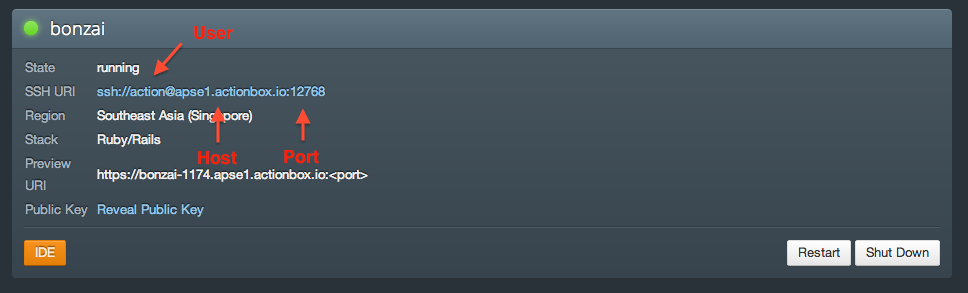 bonzai
User
State running
SSH URI ssh://action@apse1.actionbox.io:12768
Region Southeast Asia (Singapore)
Stack Ruby/Rails
Host Port
Preview URI https://bonzai-1174.apse1.actionbox.io:<port>
Public Key Reveal Public Key
IDE Restart Shut Down